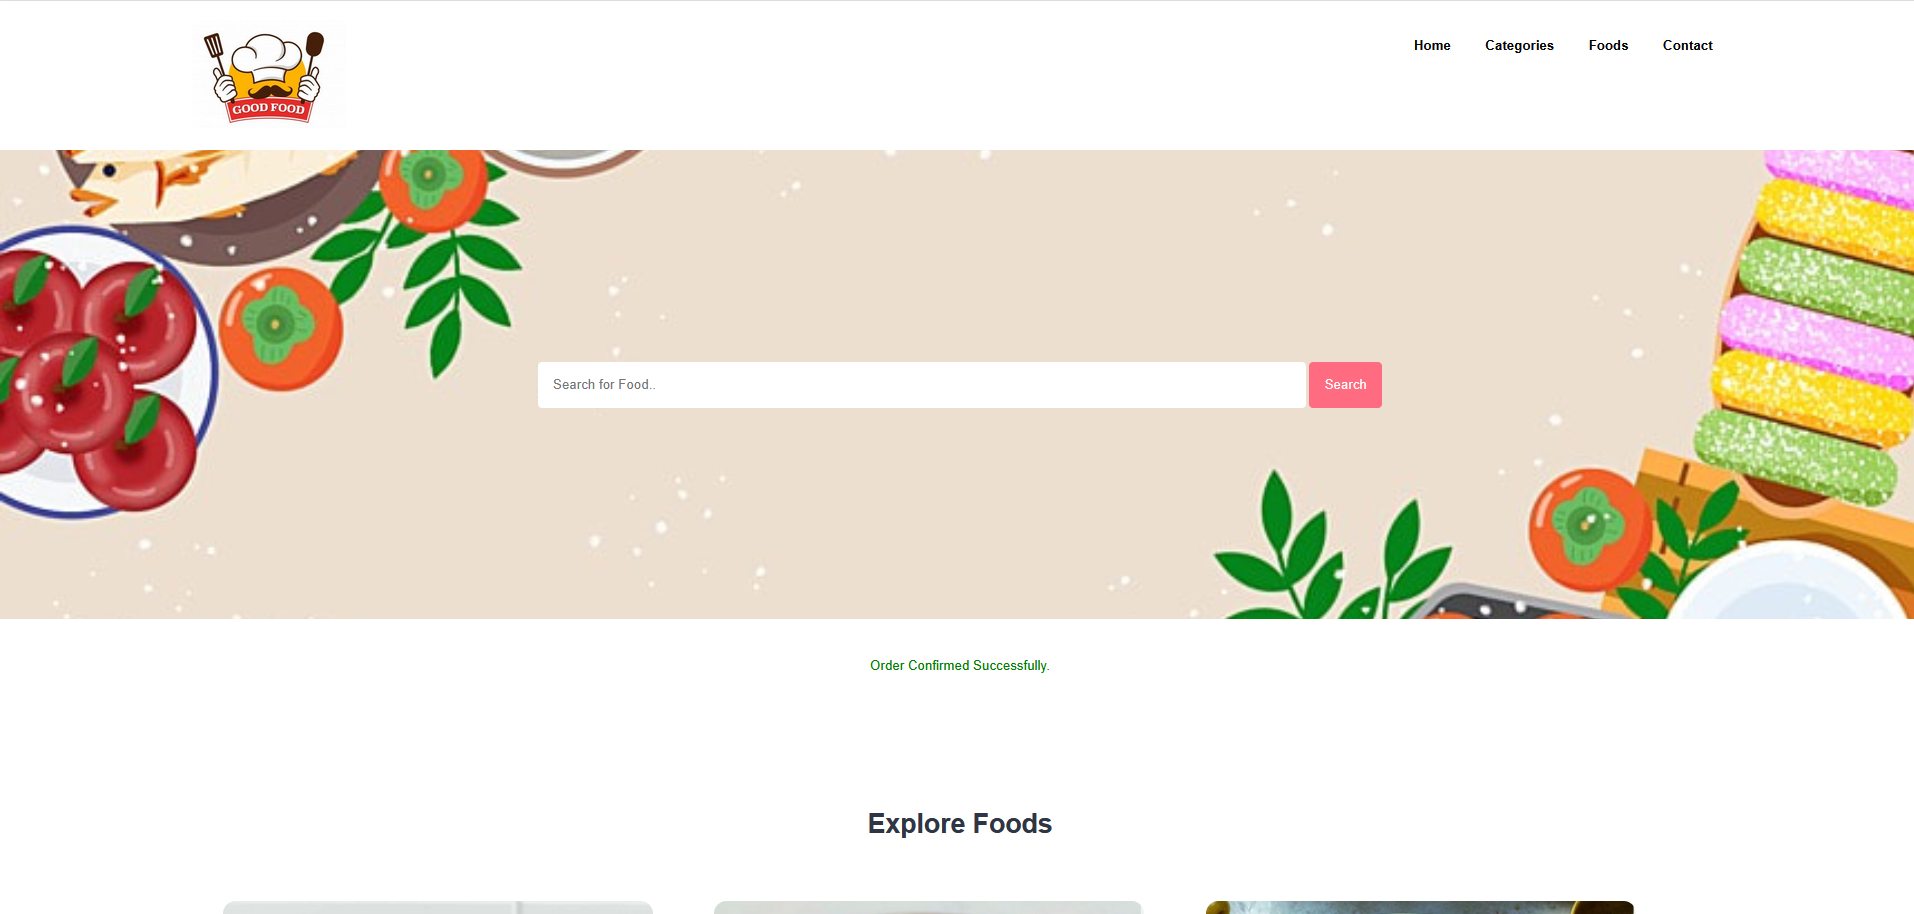 GOOD FOOD
Home
Categories
Foods
Contact
Search for Food..
Search
Order Confirmed Successfully.
Explore Foods